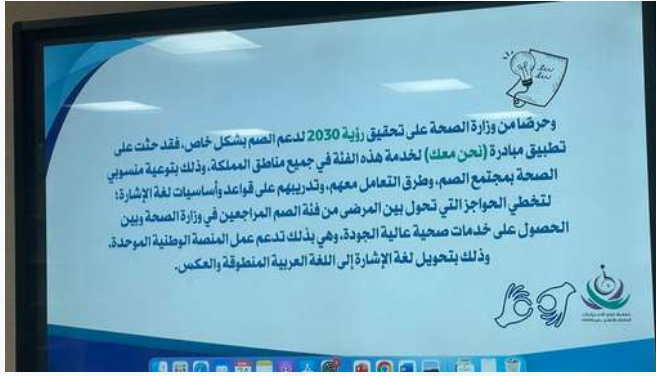 وحرصًا من وزارة الصحة على تحقيق رؤية 2030 لدعم الصم بشكل خاص، فقد حثت على
تطبيق مبادرة (نحن معك) لخدمة هذه الفئة في جميع مناطق المملكة، وذلك بتوعية منسوبي
الصحة بمجتمع الصم، وطرق التعامل معهم، وتدريبهم على قواعد وأساسيات لغة الإشارة؛
لتخطي الحواجز التي تحول بين المرضى من فئة الصم المراجعين في وزارة الصحة وبين
الحصول على خدمات صحية عالية الجودة، وهي بذلك تدعم عمل المنصة الوطنية الموحدة،
وذلك بتحويل لغة الإشارة إلى اللغة العربية المنطوقة والعكس.